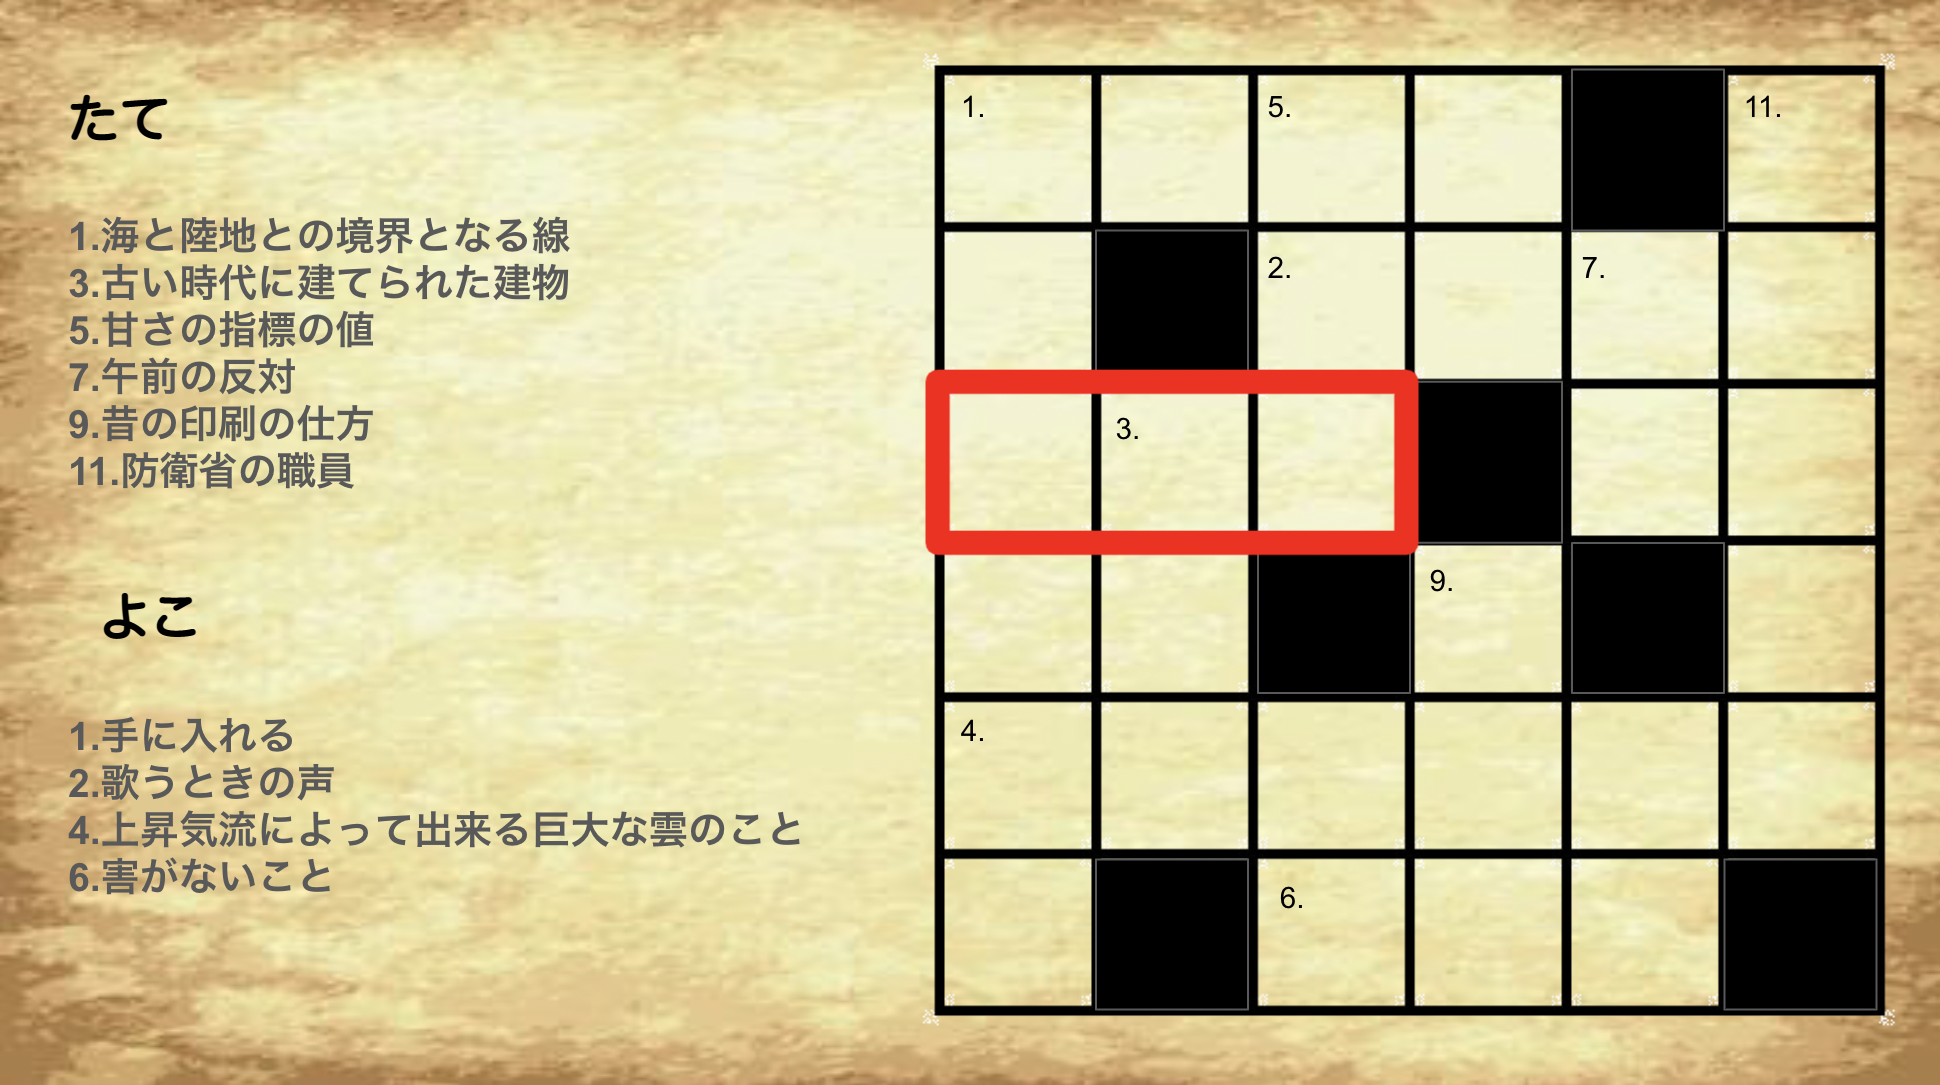 たて
1.海と陸地との境界となる線
3.古い時代に建てられた建物
5.甘さの指標の値
7.午前の反対
9.昔の印刷の仕方
11.防衛省の職員
よこ
1.手に入れる
2.歌うときの声
4.上昇気流によって出来る巨大な雲のこと
6.害がないこと
1. 5. 11.
2. 7.
3.
9.
4.
6.